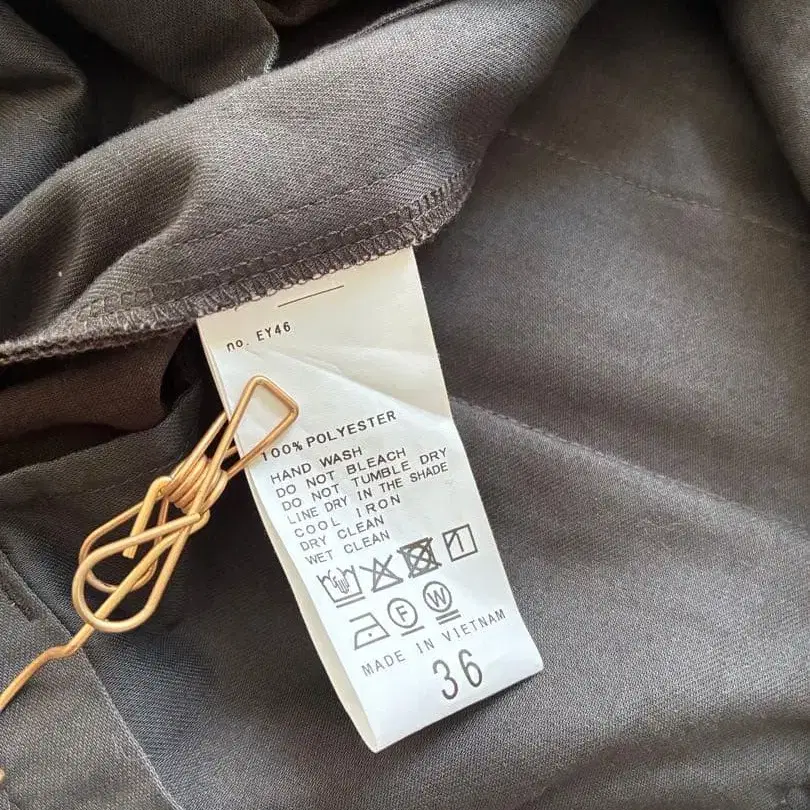 no. EY46
100% POLYESTER
HAND WASH
DO NOT BLEACH
DO NOT TUMBLE DRY
LINE DRY IN THE SHADE
COOL IRON
DRY CLEAN
WET CLEAN
F W
MADE IN VIETNAM
36